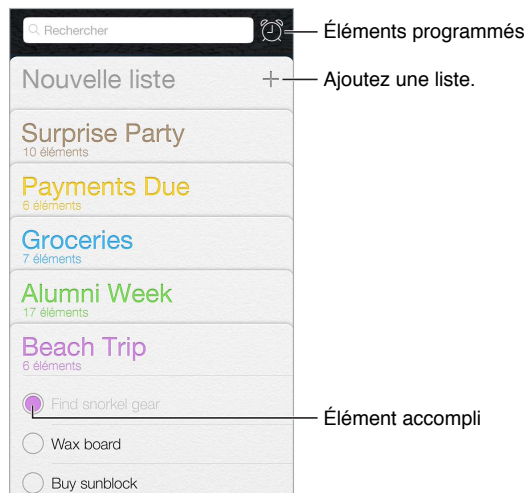 Rechercher
Éléments programmés
Nouvelle liste
Ajoutez une liste.
Surprise Party
10 éléments
Payments Due
6 éléments
Groceries
7 éléments
Alumni Week
17 éléments
Beach Trip
6 éléments
Find snorkel gear
Élément accompli
Wax board
Buy sunblock